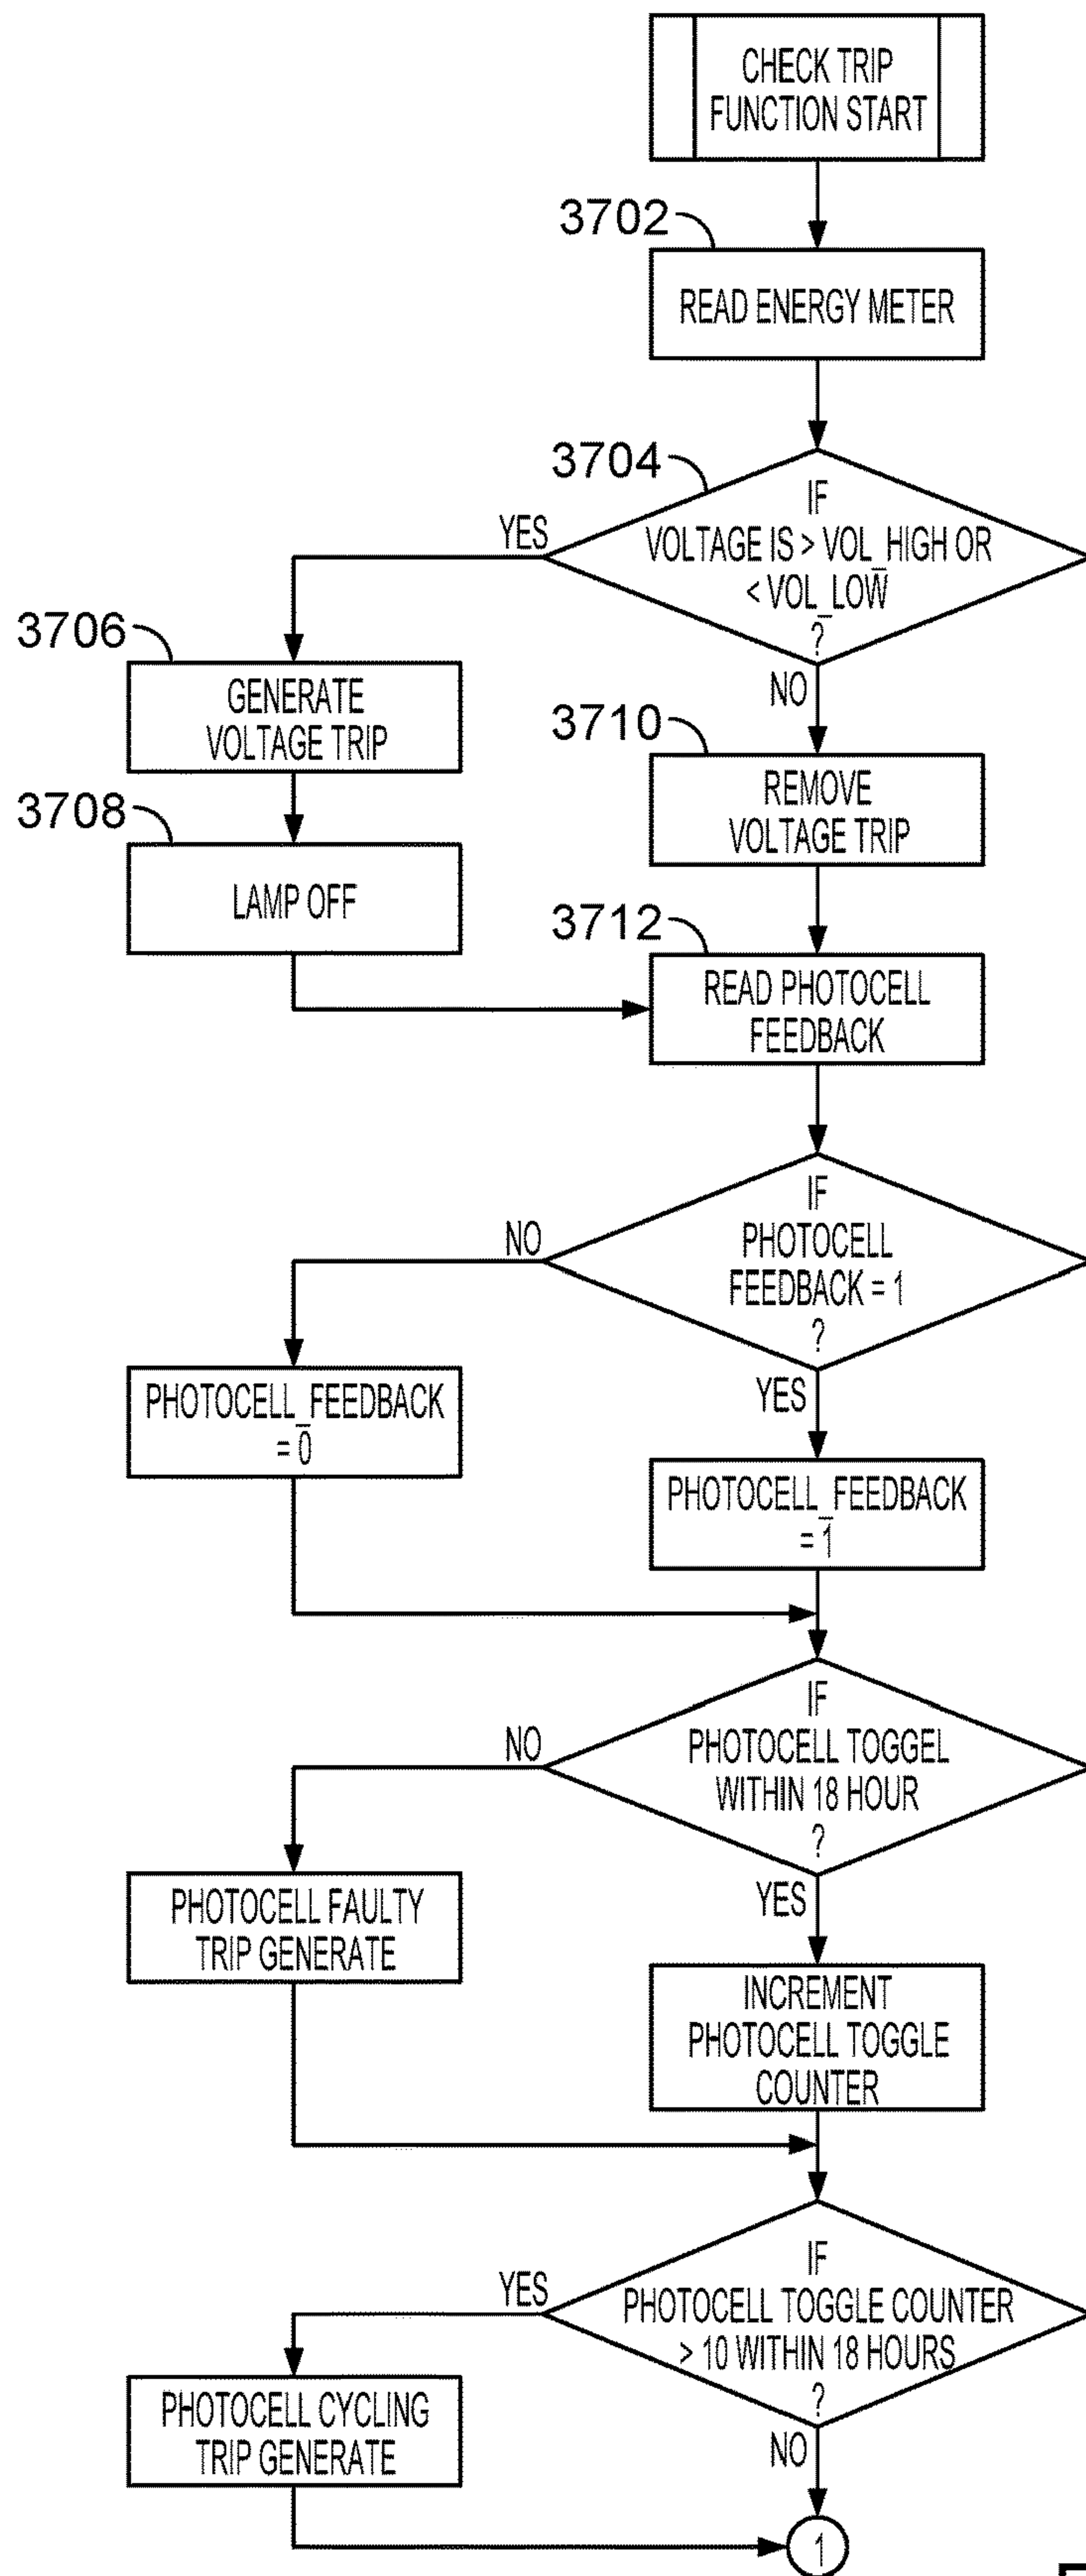 CHECK TRIP
FUNCTION START
3702
READ ENERGY METER
3704
IF
VOLTAGE IS > VOL_HIGH OR
< VOL_LOW
?
YES
NO
3706
GENERATE
VOLTAGE TRIP
3710
REMOVE
VOLTAGE TRIP
3708
LAMP OFF
3712
READ PHOTOCELL
FEEDBACK
IF
PHOTOCELL
FEEDBACK = 1
?
NO
YES
PHOTOCELL_FEEDBACK
= 0
PHOTOCELL_FEEDBACK
= 1
IF
PHOTOCELL TOGGEL
WITHIN 18 HOUR
?
NO
YES
PHOTOCELL FAULTY
TRIP GENERATE
INCREMENT
PHOTOCELL TOGGLE
COUNTER
IF
PHOTOCELL TOGGLE COUNTER
> 10 WITHIN 18 HOURS
?
YES
NO
PHOTOCELL CYCLING
TRIP GENERATE
1